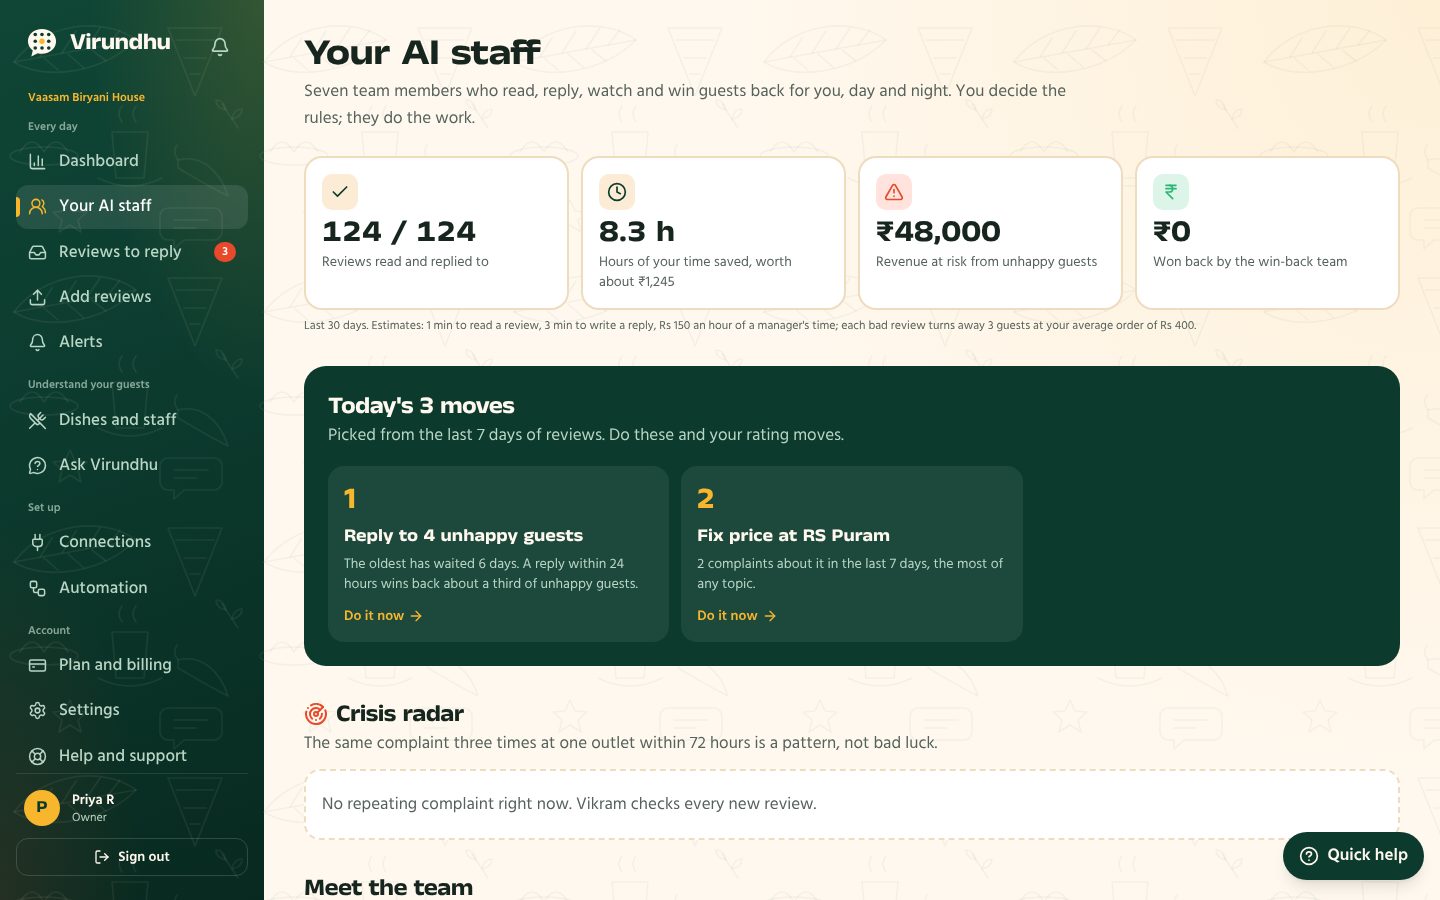 Virundhu
Vaasam Biryani House
Every day
Dashboard
Your AI staff
Reviews to reply
3
Add reviews
Alerts
Understand your guests
Dishes and staff
Ask Virundhu
Set up
Connections
Automation
Account
Plan and billing
Settings
Help and support
P
Priya R
Owner
Sign out
Your AI staff
Seven team members who read, reply, watch and win guests back for you, day and night. You decide the
rules; they do the work.
124 / 124
Reviews read and replied to
8.3 h
Hours of your time saved, worth
about ₹1,245
₹48,000
Revenue at risk from unhappy guests
₹
₹0
Won back by the win-back team
Last 30 days. Estimates: 1 min to read a review, 3 min to write a reply, Rs 150 an hour of a manager's time; each bad review turns away 3 guests at your average order of Rs 400.
Today's 3 moves
Picked from the last 7 days of reviews. Do these and your rating moves.
1
Reply to 4 unhappy guests
The oldest has waited 6 days. A reply within 24
hours wins back about a third of unhappy guests.
Do it now →
2
Fix price at RS Puram
2 complaints about it in the last 7 days, the most of
any topic.
Do it now →
Crisis radar
The same complaint three times at one outlet within 72 hours is a pattern, not bad luck.
No repeating complaint right now. Vikram checks every new review.
Meet the team
Quick help